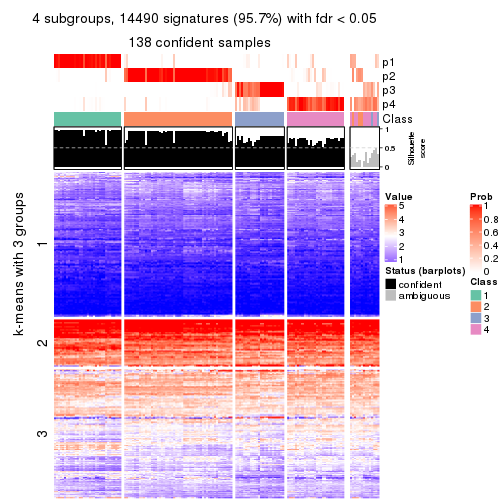 4 subgroups, 14490 signatures (95.7%) with fdr < 0.05
138 confident samples
p1
p2
p3
p4
Class
1
0.5
0
Silhouette
score
k-means with 3 groups
1
2
3
Value
5
4
3
2
1
Status (barplots)
confident
ambiguous
Prob
1
0.8
0.6
0.4
0.2
0
Class
1
2
3
4